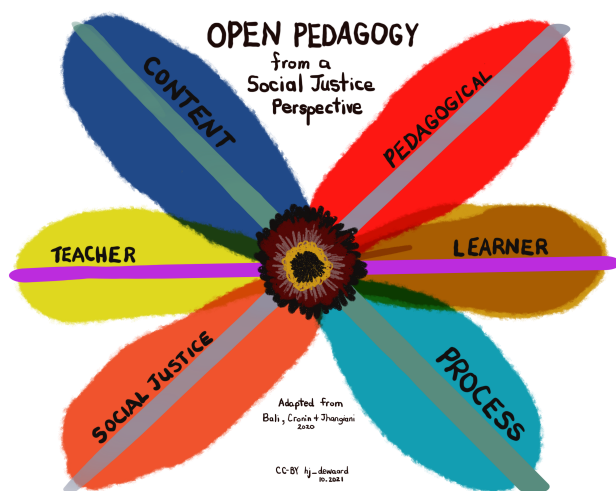 OPEN PEDAGOGY
from a
Social Justice
Perspective
CONTENT
PEDAGOGICAL
TEACHER
LEARNER
SOCIAL JUSTICE
PROCESS
Adapted from
Bali, Cronin + Jhangiani
2020
CC-BY hj_dewaard
10.2021